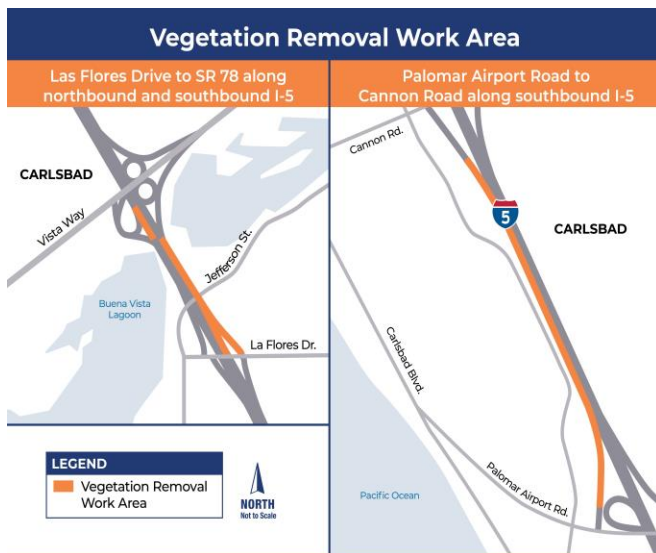 Vegetation Removal Work Area
Las Flores Drive to SR 78 along
northbound and southbound I-5
Palomar Airport Road to
Cannon Road along southbound I-5
CARLSBAD
Vista Way
Jefferson St.
Buena Vista
Lagoon
La Flores Dr.
LEGEND
Vegetation Removal
Work Area
NORTH
Not to Scale
Cannon Rd.
5
CARLSBAD
Carlsbad Blvd.
Palomar Airport Rd.
Pacific Ocean